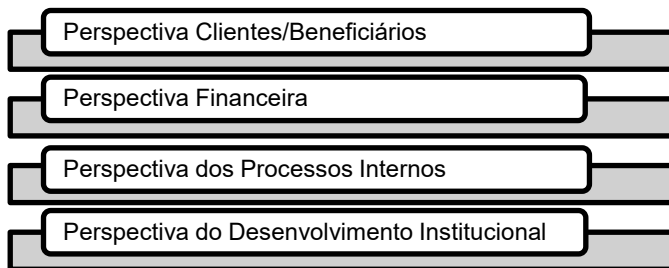 Perspectiva Clientes/Beneficiários
Perspectiva Financeira
Perspectiva dos Processos Internos
Perspectiva do Desenvolvimento Institucional